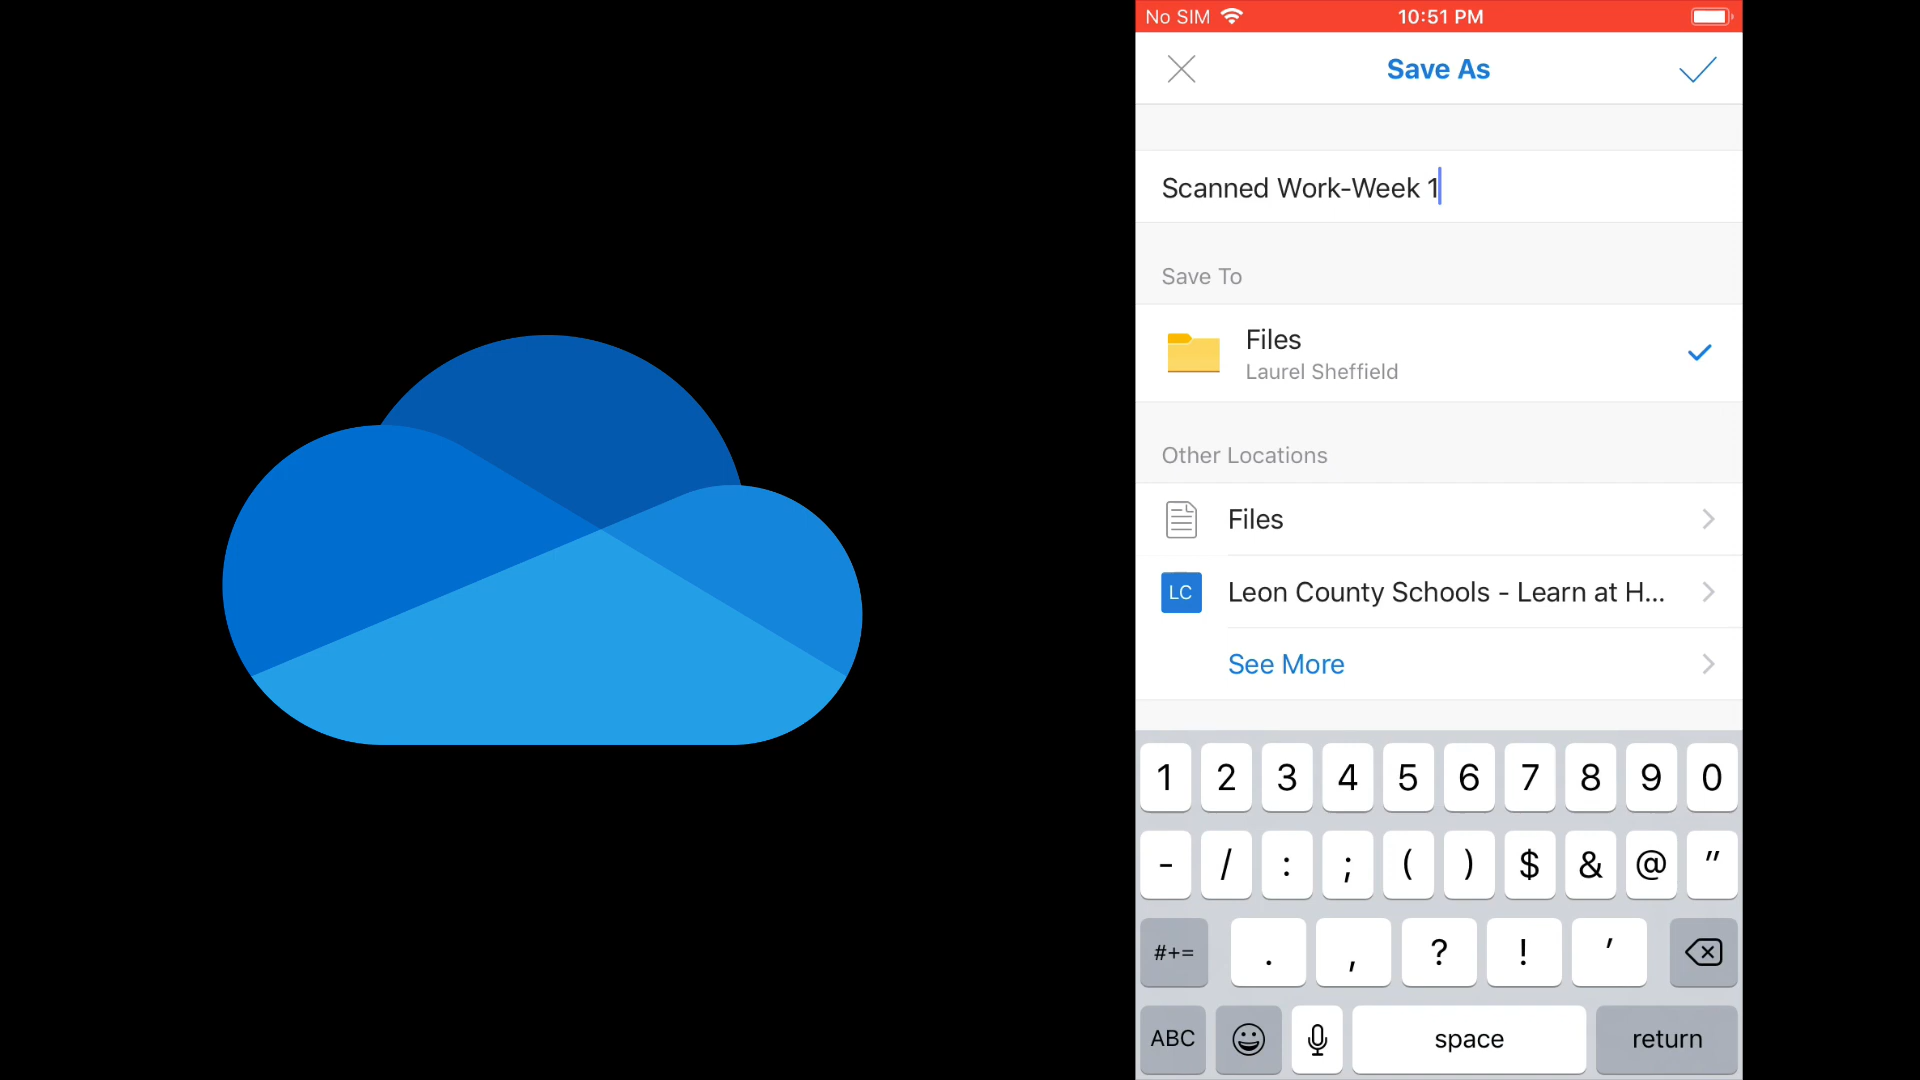 No SIM 10:51 PM
Save As
Scanned Work-Week 1
Save To
Files
Laurel Sheffield
Other Locations
Files
LC Leon County Schools - Learn at H...
See More
1 2 3 4 5 6 7 8 9 0
- / : ; ( ) $ & @ "
#+= . , ? ! '
ABC space return